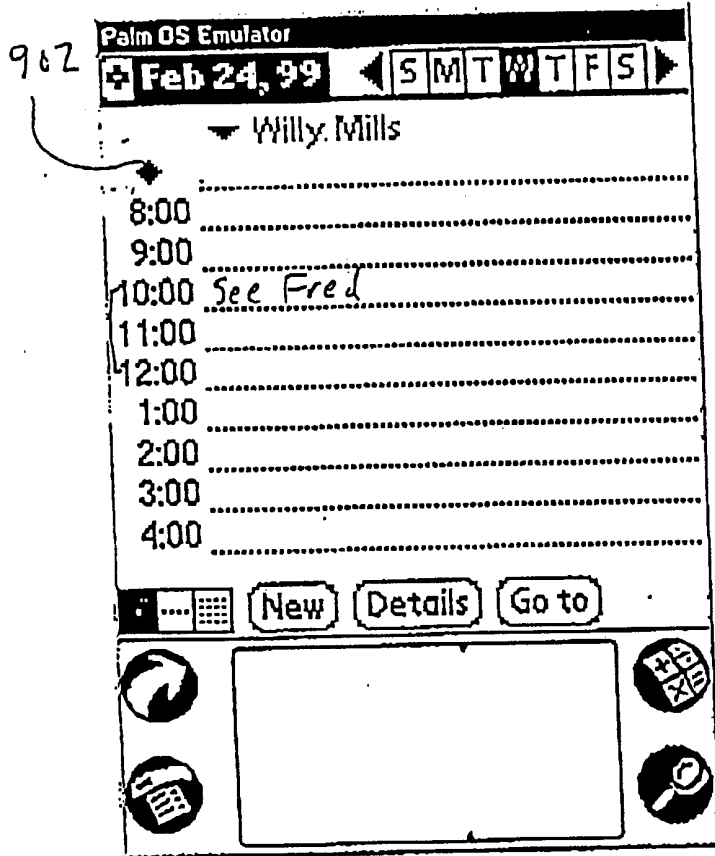 Palm OS Emulator
902
Feb 24, 99 S M T W T F S
Willy. Mills
8:00
9:00
10:00 See Fred
11:00
12:00
1:00
2:00
3:00
4:00
New Details Go to